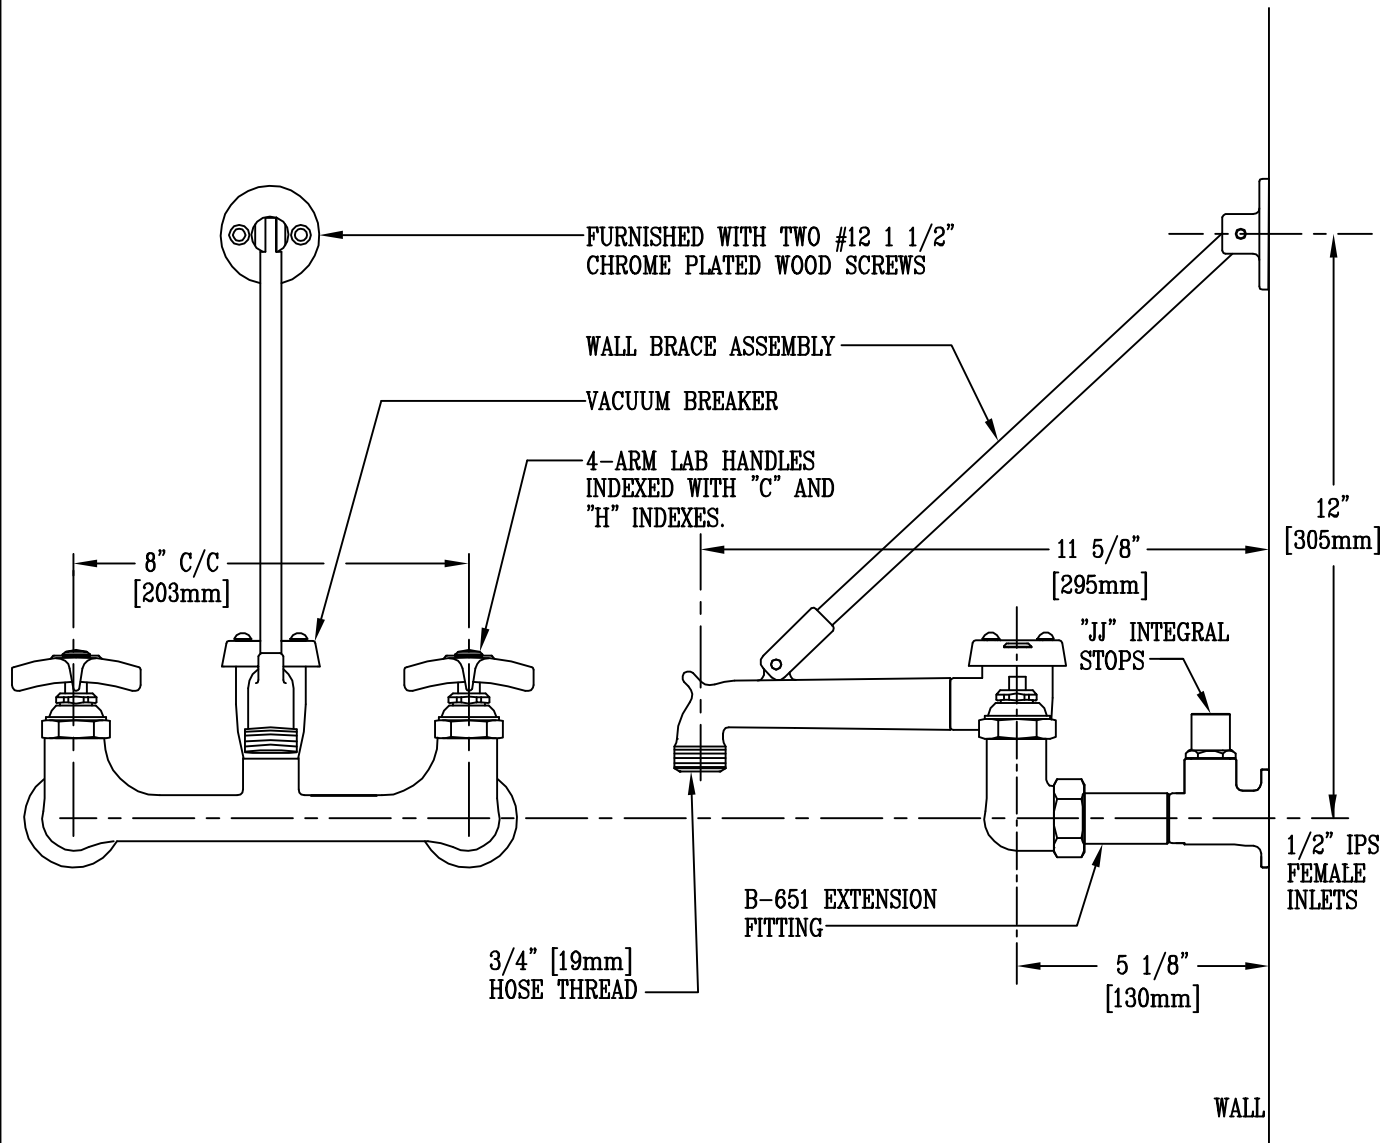 FURNISHED WITH TWO #12 1 1/2"
CHROME PLATED WOOD SCREWS
WALL BRACE ASSEMBLY
VACUUM BREAKER
4-ARM LAB HANDLES
INDEXED WITH "C" AND
"H" INDEXES.
12"
[305mm]
8" C/C
[203mm]
11 5/8"
[295mm]
"JJ" INTEGRAL
STOPS
1/2" IPS
FEMALE
INLETS
B-651 EXTENSION
FITTING
3/4" [19mm]
HOSE THREAD
5 1/8"
[130mm]
WALL